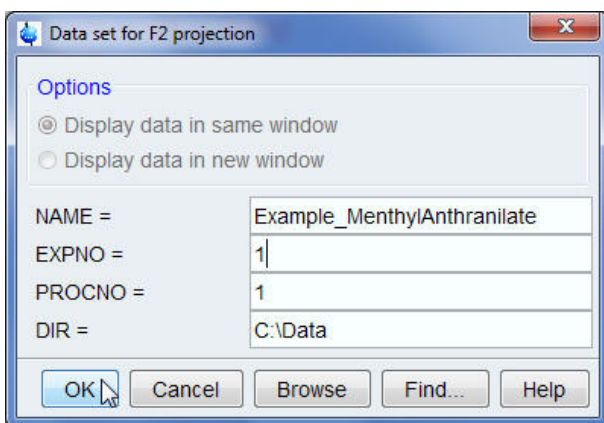 Data set for F2 projection
Options
Display data in same window
Display data in new window
NAME = Example_MenthylAnthranilate
EXPNO = 1
PROCNO = 1
DIR = C:\Data
OK Cancel Browse Find... Help